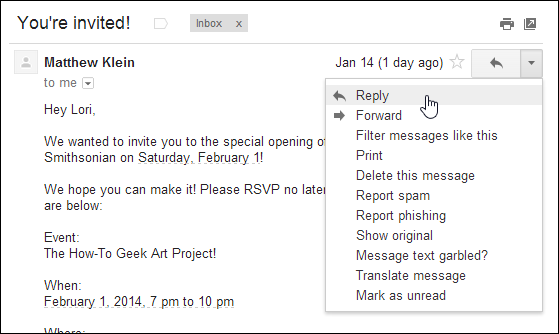 You're invited!
Inbox x
Matthew Klein
Jan 14 (1 day ago)
to me
Hey Lori,
We wanted to invite you to the special opening of
Smithsonian on Saturday, February 1!
We hope you can make it! Please RSVP no later
are below:
Event:
The How-To Geek Art Project!
When:
February 1, 2014, 7 pm to 10 pm
Where:
Reply
Forward
Filter messages like this
Print
Delete this message
Report spam
Report phishing
Show original
Message text garbled?
Translate message
Mark as unread